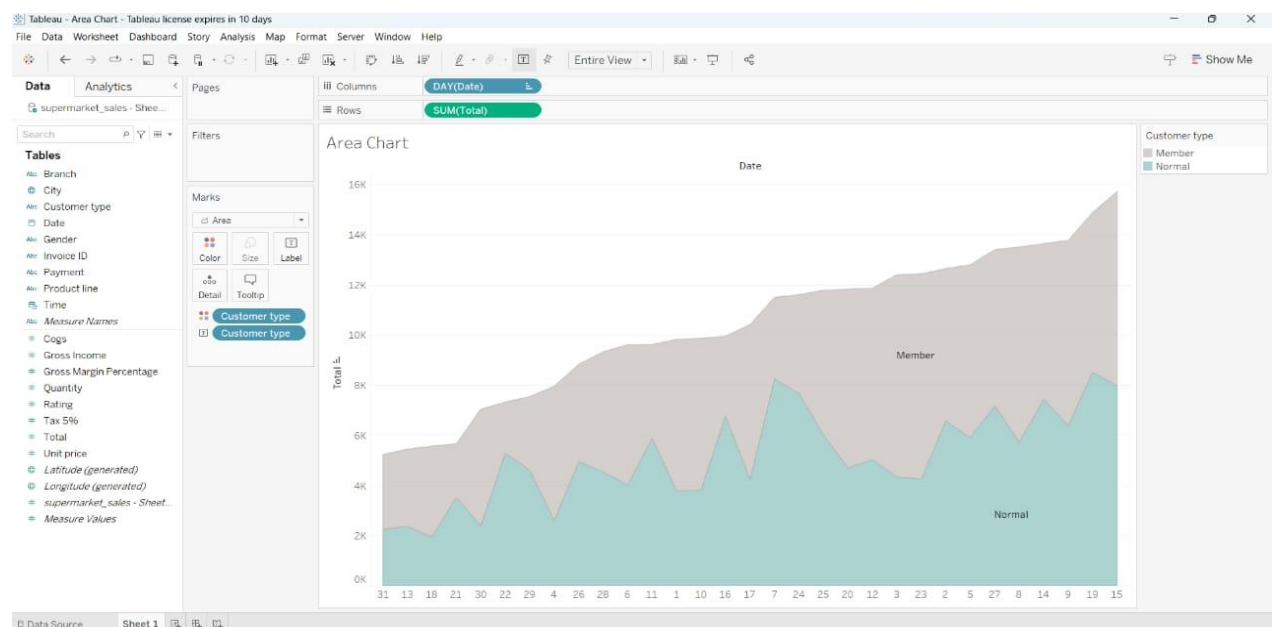 Tableau - Area Chart - Tableau license expires in 10 days
File Data Worksheet Dashboard Story Analysis Map Format Server Window Help
Entire View
Show Me
Data Analytics
supermarket_sales - Shee...
Search
Tables
Abc Branch
City
Abc Customer type
Date
Abc Gender
Abc Invoice ID
Abc Payment
Abc Product line
Time
Abc Measure Names
Cogs
Gross Income
Gross Margin Percentage
Quantity
Rating
Tax 5%
Total
Unit price
Latitude (generated)
Longitude (generated)
supermarket_sales - Sheet...
Measure Values
Pages
Filters
Marks
Area
Color Size Label
Detail Tooltip
Customer type
Customer type
Columns DAY(Date)
Rows SUM(Total)
Area Chart
Date
16K
14K
12K
10K
8K
6K
4K
2K
0K
Total
Member
Normal
31 13 18 21 30 22 29 4 26 28 6 11 1 10 16 17 7 24 25 20 12 3 23 2 5 27 8 14 9 19 15
Customer type
Member
Normal
Data Source Sheet 1